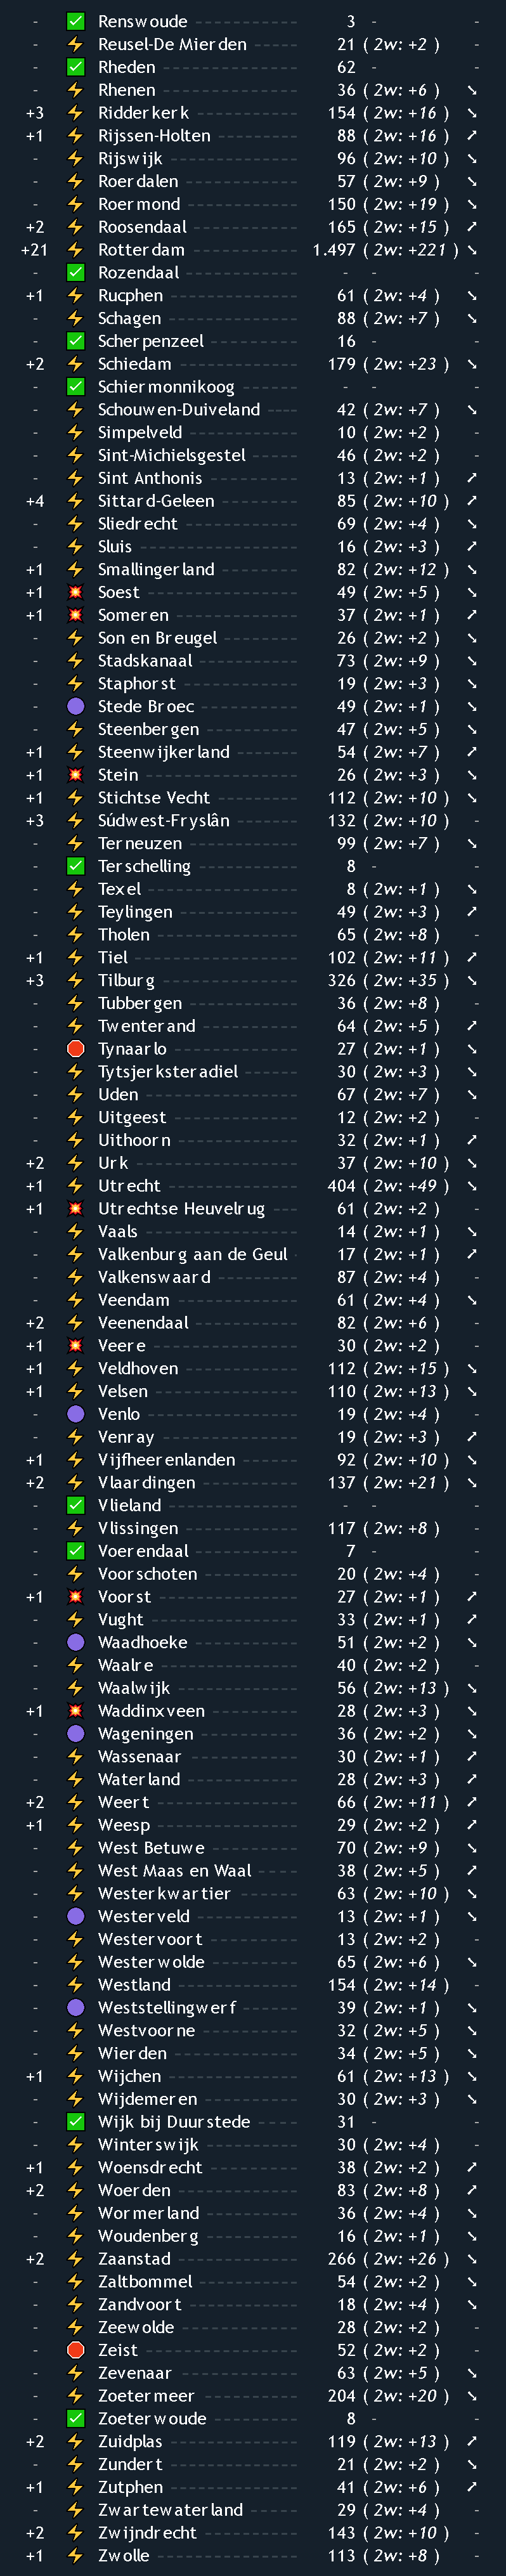 - ✅ Renswoude 3 - -
- ⚡ Reusel-De Mierden 21 ( 2w: +2 ) -
- ✅ Rheden 62 - -
- ⚡ Rhenen 36 ( 2w: +6 ) ↘
+3 ⚡ Ridderkerk 154 ( 2w: +16 ) ↘
+1 ⚡ Rijssen-Holten 88 ( 2w: +16 ) ↗
- ⚡ Rijswijk 96 ( 2w: +10 ) ↘
- ⚡ Roerdalen 57 ( 2w: +9 ) ↘
- ⚡ Roermond 150 ( 2w: +19 ) ↘
+2 ⚡ Roosendaal 165 ( 2w: +15 ) ↗
+21 ⚡ Rotterdam 1.497 ( 2w: +221 ) ↘
- ✅ Rozendaal - - -
+1 ⚡ Rucphen 61 ( 2w: +4 ) ↘
- ⚡ Schagen 88 ( 2w: +7 ) ↘
- ✅ Scherpenzeel 16 - -
+2 ⚡ Schiedam 179 ( 2w: +23 ) ↘
- ✅ Schiermonnikoog - - -
- ⚡ Schouwen-Duiveland 42 ( 2w: +7 ) ↘
- ⚡ Simpelveld 10 ( 2w: +2 ) -
- ⚡ Sint-Michielsgestel 46 ( 2w: +2 ) -
- ⚡ Sint Anthonis 13 ( 2w: +1 ) ↗
+4 ⚡ Sittard-Geleen 85 ( 2w: +10 ) ↗
- ⚡ Sliedrecht 69 ( 2w: +4 ) ↘
- ⚡ Sluis 16 ( 2w: +3 ) ↗
+1 ⚡ Smallingerland 82 ( 2w: +12 ) ↘
+1 💥 Soest 49 ( 2w: +5 ) ↘
+1 💥 Someren 37 ( 2w: +1 ) ↗
- ⚡ Son en Breugel 26 ( 2w: +2 ) ↘
- ⚡ Stadskanaal 73 ( 2w: +9 ) ↘
- ⚡ Staphorst 19 ( 2w: +3 ) ↘
- 🟣 Stede Broec 49 ( 2w: +1 ) ↘
- ⚡ Steenbergen 47 ( 2w: +5 ) ↘
+1 ⚡ Steenwijkerland 54 ( 2w: +7 ) ↗
+1 💥 Stein 26 ( 2w: +3 ) ↘
+1 ⚡ Stichtse Vecht 112 ( 2w: +10 ) ↘
+3 ⚡ Súdwest-Fryslân 132 ( 2w: +10 ) -
- ⚡ Terneuzen 99 ( 2w: +7 ) ↘
- ✅ Terschelling 8 - -
- ⚡ Texel 8 ( 2w: +1 ) ↘
- ⚡ Teylingen 49 ( 2w: +3 ) ↗
- ⚡ Tholen 65 ( 2w: +8 ) -
+1 ⚡ Tiel 102 ( 2w: +11 ) ↗
+3 ⚡ Tilburg 326 ( 2w: +35 ) ↘
- ⚡ Tubbergen 36 ( 2w: +8 ) -
- ⚡ Twenterand 64 ( 2w: +5 ) ↗
- 🛑 Tynaarlo 27 ( 2w: +1 ) ↘
- ⚡ Tytsjerksteradiel 30 ( 2w: +3 ) ↘
- ⚡ Uden 67 ( 2w: +7 ) ↘
- ⚡ Uitgeest 12 ( 2w: +2 ) -
- ⚡ Uithoorn 32 ( 2w: +1 ) ↗
+2 ⚡ Urk 37 ( 2w: +10 ) ↘
+1 ⚡ Utrecht 404 ( 2w: +49 ) ↘
+1 💥 Utrechtse Heuvelrug 61 ( 2w: +2 ) -
- ⚡ Vaals 14 ( 2w: +1 ) ↘
- ⚡ Valkenburg aan de Geul 17 ( 2w: +1 ) ↗
- ⚡ Valkenswaard 87 ( 2w: +4 ) -
- ⚡ Veendam 61 ( 2w: +4 ) ↘
+2 ⚡ Veenendaal 82 ( 2w: +6 ) -
+1 💥 Veere 30 ( 2w: +2 ) -
+1 ⚡ Veldhoven 112 ( 2w: +15 ) ↘
+1 ⚡ Velsen 110 ( 2w: +13 ) ↘
- 🟣 Venlo 19 ( 2w: +4 ) -
- ⚡ Venray 19 ( 2w: +3 ) ↗
+1 ⚡ Vijfheerenlanden 92 ( 2w: +10 ) ↘
+2 ⚡ Vlaardingen 137 ( 2w: +21 ) ↘
- ✅ Vlieland - - -
- ⚡ Vlissingen 117 ( 2w: +8 ) -
- ✅ Voerendaal 7 - -
- ⚡ Voorschoten 20 ( 2w: +4 ) -
+1 💥 Voorst 27 ( 2w: +1 ) ↗
- ⚡ Vught 33 ( 2w: +1 ) ↗
- 🟣 Waadhoeke 51 ( 2w: +2 ) ↘
- ⚡ Waalre 40 ( 2w: +2 ) -
- ⚡ Waalwijk 56 ( 2w: +13 ) ↘
+1 💥 Waddinxveen 28 ( 2w: +3 ) ↘
- 🟣 Wageningen 36 ( 2w: +2 ) ↘
- ⚡ Wassenaar 30 ( 2w: +1 ) ↗
- ⚡ Waterland 28 ( 2w: +3 ) ↗
+2 ⚡ Weert 66 ( 2w: +11 ) ↗
+1 ⚡ Weesp 29 ( 2w: +2 ) ↗
- ⚡ West Betuwe 70 ( 2w: +9 ) ↘
- ⚡ West Maas en Waal 38 ( 2w: +5 ) ↗
- ⚡ Westerkwartier 63 ( 2w: +10 ) ↘
- 🟣 Westerveld 13 ( 2w: +1 ) ↘
- ⚡ Westervoort 13 ( 2w: +2 ) -
- ⚡ Westerwolde 65 ( 2w: +6 ) ↘
- ⚡ Westland 154 ( 2w: +14 ) -
- 🟣 Weststellingwerf 39 ( 2w: +1 ) ↘
- ⚡ Westvoorne 32 ( 2w: +5 ) ↘
- ⚡ Wierden 34 ( 2w: +5 ) ↘
+1 ⚡ Wijchen 61 ( 2w: +13 ) ↘
- ⚡ Wijdemeren 30 ( 2w: +3 ) ↘
- ✅ Wijk bij Duurstede 31 - -
- ⚡ Winterswijk 30 ( 2w: +4 ) -
+1 ⚡ Woensdrecht 38 ( 2w: +2 ) ↗
+2 ⚡ Woerden 83 ( 2w: +8 ) ↗
- ⚡ Wormerland 36 ( 2w: +4 ) ↘
- ⚡ Woudenberg 16 ( 2w: +1 ) ↘
+2 ⚡ Zaanstad 266 ( 2w: +26 ) ↘
- ⚡ Zaltbommel 54 ( 2w: +2 ) ↘
- ⚡ Zandvoort 18 ( 2w: +4 ) ↘
- ⚡ Zeewolde 28 ( 2w: +2 ) -
- 🛑 Zeist 52 ( 2w: +2 ) -
- ⚡ Zevenaar 63 ( 2w: +5 ) ↘
- ⚡ Zoetermeer 204 ( 2w: +20 ) ↘
- ✅ Zoeterwoude 8 - -
+2 ⚡ Zuidplas 119 ( 2w: +13 ) ↗
- ⚡ Zundert 21 ( 2w: +2 ) ↘
+1 ⚡ Zutphen 41 ( 2w: +6 ) ↗
- ⚡ Zwartewaterland 29 ( 2w: +4 ) -
+2 ⚡ Zwijndrecht 143 ( 2w: +10 ) ↘
+1 ⚡ Zwolle 113 ( 2w: +8 ) -